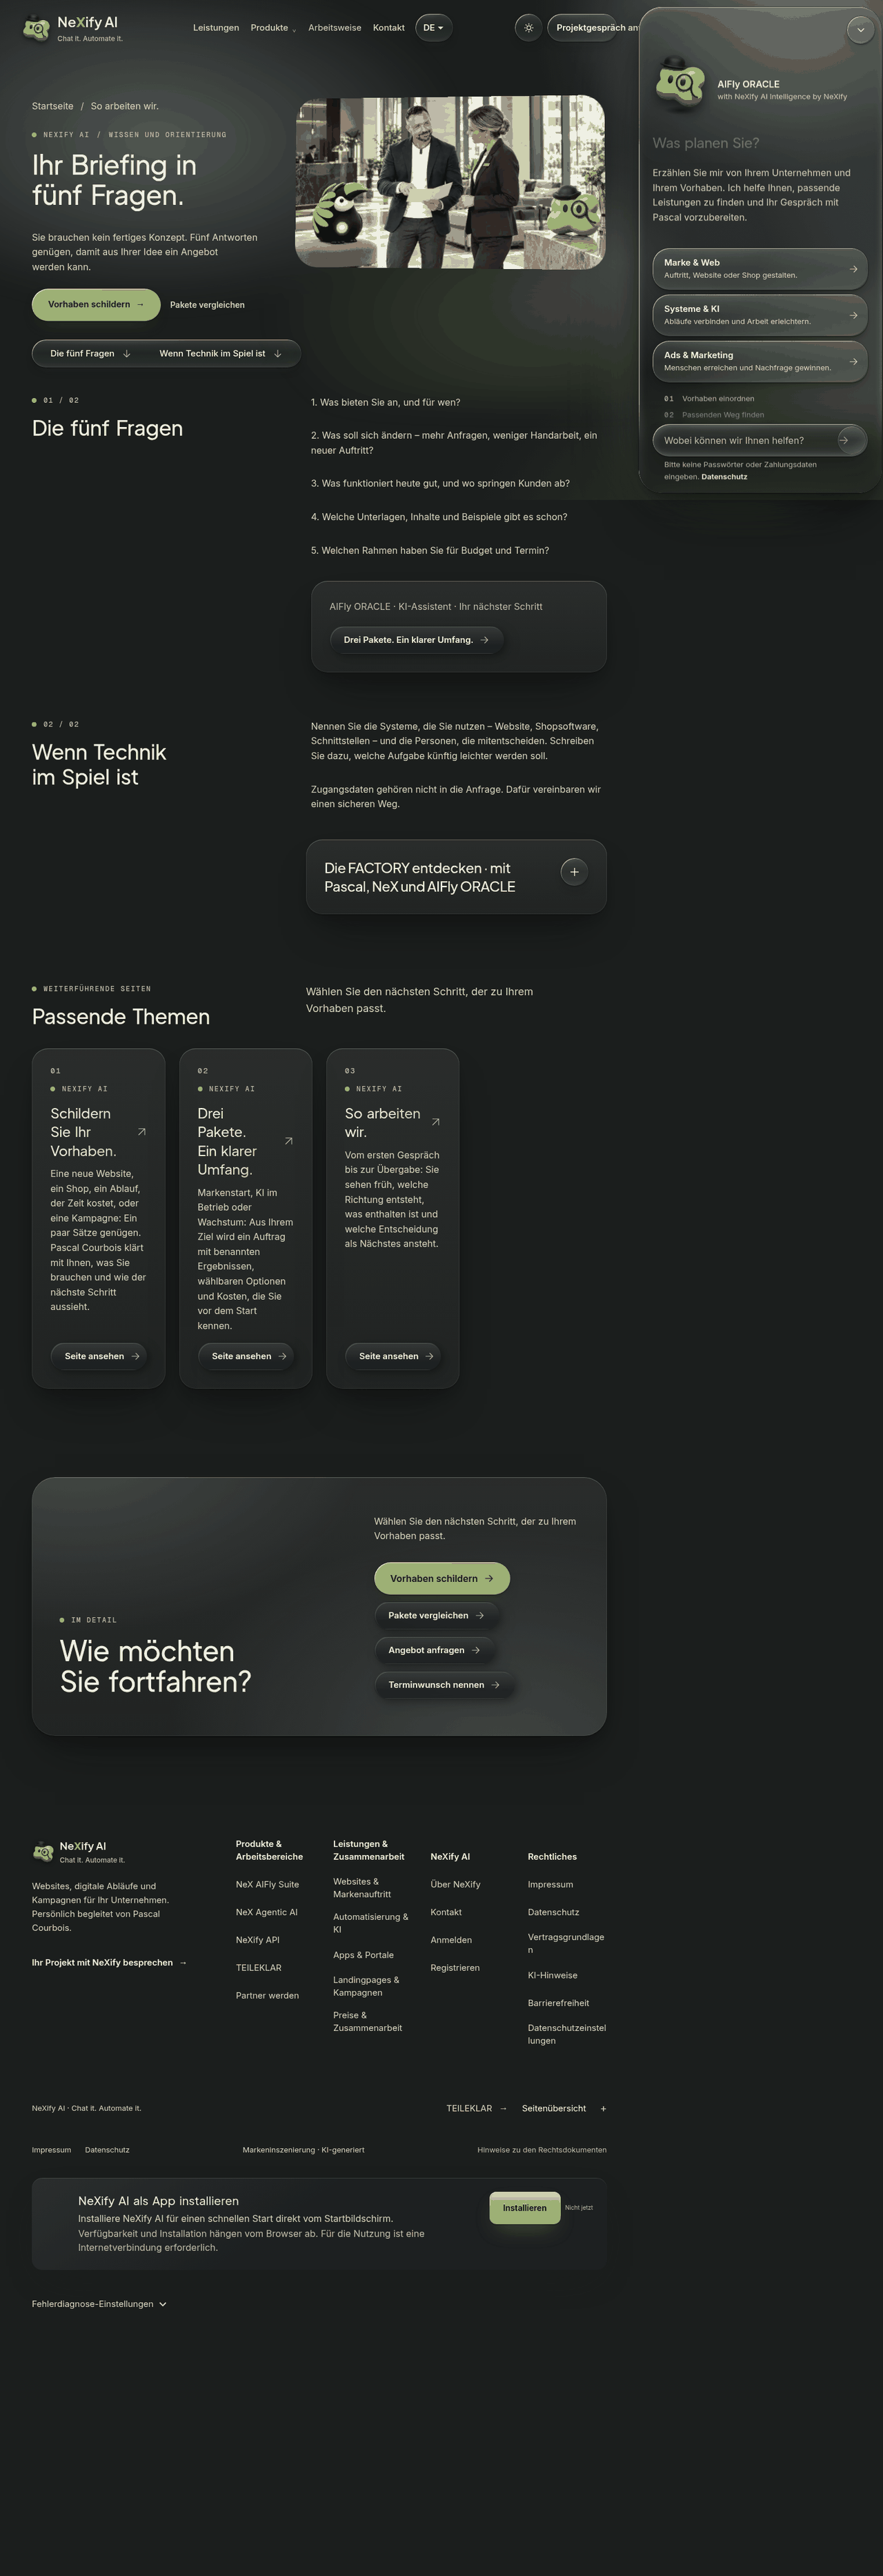 NeXify AI
Chat it. Automate it.
Leistungen
Produkte
Arbeitsweise
Kontakt
DE
Projektgespräch
Startseite / So arbeiten wir.
NEXIFY AI / WISSEN UND ORIENTIERUNG
Ihr Briefing in
fünf Fragen.
Sie brauchen kein fertiges Konzept. Fünf Antworten
genügen, damit aus Ihrer Idee ein Angebot
werden kann.
Vorhaben schildern →
Pakete vergleichen
Die fünf Fragen ↓
Wenn Technik im Spiel ist ↓
AIFly ORACLE
with NeXify AI Intelligence by NeXify
Was planen Sie?
Erzählen Sie mir von Ihrem Unternehmen und
Ihrem Vorhaben. Ich helfe Ihnen, passende
Leistungen zu finden und Ihr Gespräch mit
Pascal vorzubereiten.
Marke & Web
Auftritt, Website oder Shop gestalten.
→
Systeme & KI
Abläufe verbinden und Arbeit erleichtern.
→
Ads & Marketing
Menschen erreichen und Nachfrage gewinnen.
→
01 Vorhaben einordnen
02 Passenden Weg finden
Wobei können wir Ihnen helfen? →
Bitte keine Passwörter oder Zahlungsdaten
eingeben. Datenschutz
01 / 02
Die fünf Fragen
1. Was bieten Sie an, und für wen?
2. Was soll sich ändern – mehr Anfragen, weniger Handarbeit, ein
neuer Auftritt?
3. Was funktioniert heute gut, und wo springen Kunden ab?
4. Welche Unterlagen, Inhalte und Beispiele gibt es schon?
5. Welchen Rahmen haben Sie für Budget und Termin?
AIFly ORACLE · KI-Assistent · Ihr nächster Schritt
Drei Pakete. Ein klarer Umfang. →
02 / 02
Wenn Technik
im Spiel ist
Nennen Sie die Systeme, die Sie nutzen – Website, Shopsoftware,
Schnittstellen – und die Personen, die mitentscheiden. Schreiben
Sie dazu, welche Aufgabe künftig leichter werden soll.
Zugangsdaten gehören nicht in die Anfrage. Dafür vereinbaren wir
einen sicheren Weg.
Die FACTORY entdecken · mit
Pascal, NeX und AIFly ORACLE
+
WEITERFÜHRENDE SEITEN
Passende Themen
Wählen Sie den nächsten Schritt, der zu Ihrem
Vorhaben passt.
01
NEXIFY AI
Schildern
Sie Ihr
Vorhaben.
Eine neue Website,
ein Shop, ein Ablauf,
der Zeit kostet, oder
eine Kampagne: Ein
paar Sätze genügen.
Pascal Courbois klärt
mit Ihnen, was Sie
brauchen und wie der
nächste Schritt
aussieht.
Seite ansehen →
02
NEXIFY AI
Drei
Pakete.
Ein klarer
Umfang.
Markenstart, KI im
Betrieb oder
Wachstum: Aus Ihrem
Ziel wird ein Auftrag
mit benannten
Ergebnissen,
wählbaren Optionen
und Kosten, die Sie
vor dem Start
kennen.
Seite ansehen →
03
NEXIFY AI
So arbeiten
wir.
Vom ersten Gespräch
bis zur Übergabe: Sie
sehen früh, welche
Richtung entsteht,
was enthalten ist und
welche Entscheidung
als Nächstes ansteht.
Seite ansehen →
IM DETAIL
Wie möchten
Sie fortfahren?
Wählen Sie den nächsten Schritt, der zu Ihrem
Vorhaben passt.
Vorhaben schildern →
Pakete vergleichen →
Angebot anfragen →
Terminwunsch nennen →
NeXify AI
Chat it. Automate it.
Websites, digitale Abläufe und
Kampagnen für Ihr Unternehmen.
Persönlich begleitet von Pascal
Courbois.
Ihr Projekt mit NeXify besprechen →
Produkte &
Arbeitsbereiche
NeX AIFly Suite
NeX Agentic AI
NeXify API
TEILEKLAR
Partner werden
Leistungen &
Zusammenarbeit
Websites &
Markenauftritt
Automatisierung &
KI
Apps & Portale
Landingpages &
Kampagnen
Preise &
Zusammenarbeit
NeXify AI
Über NeXify
Kontakt
Anmelden
Registrieren
Rechtliches
Impressum
Datenschutz
Vertragsgrundlage
n
KI-Hinweise
Barrierefreiheit
Datenschutzeinstel
lungen
NeXify AI · Chat it. Automate it.
TEILEKLAR →
Seitenübersicht +
Impressum
Datenschutz
Markeninszenierung · KI-generiert
Hinweise zu den Rechtsdokumenten
NeXify AI als App installieren
Installiere NeXify AI für einen schnellen Start direkt vom Startbildschirm.
Verfügbarkeit und Installation hängen vom Browser ab. Für die Nutzung ist eine
Internetverbindung erforderlich.
Installieren
Nicht jetzt
Fehlerdiagnose-Einstellungen